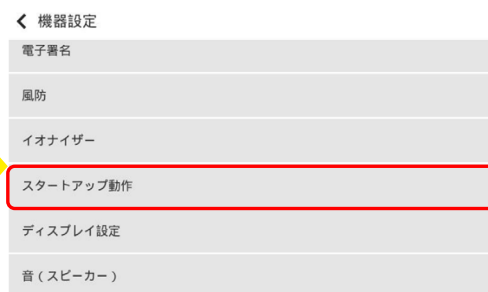 機器設定
電子署名
風防
イオナイザー
スタートアップ動作
ディスプレイ設定
音(スピーカー)